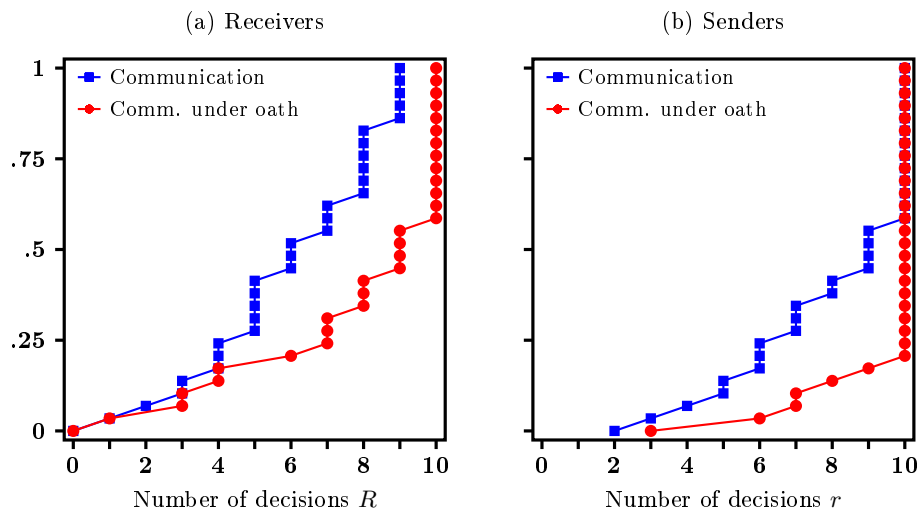 (a) Receivers
(b) Senders
Communication
Comm. under oath
Communication
Comm. under oath
1
.75
.5
.25
0
0 2 4 6 8 10
0 2 4 6 8 10
Number of decisions R
Number of decisions r